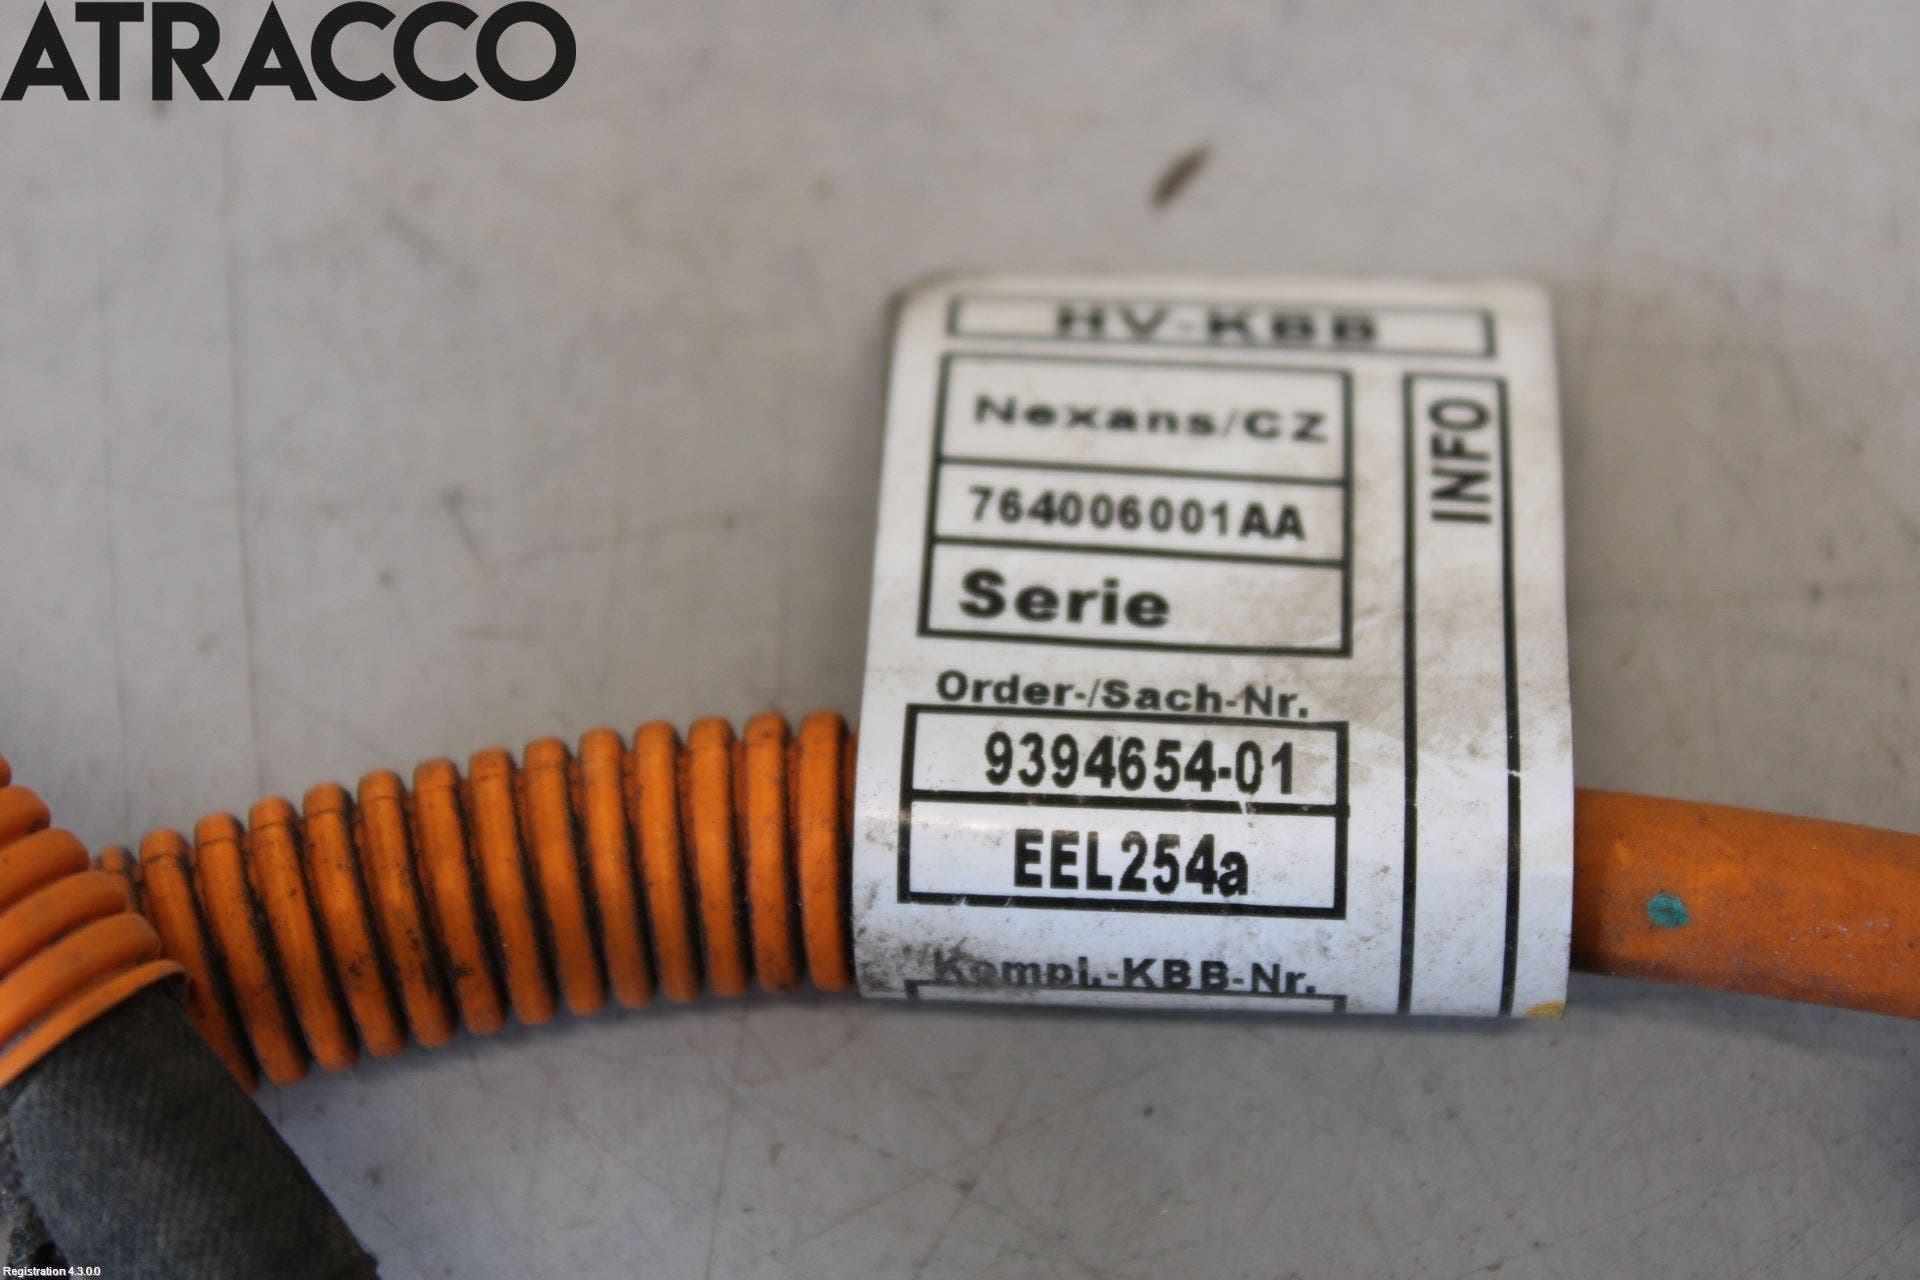 ATRACCO
HV-KBB
Nexans/CZ
764006001AA
Serie
INFO
Order-/Sach-Nr.
9394654-01
EEL254a
Kompl.-KBB-Nr.
Registration 4.3.0.0